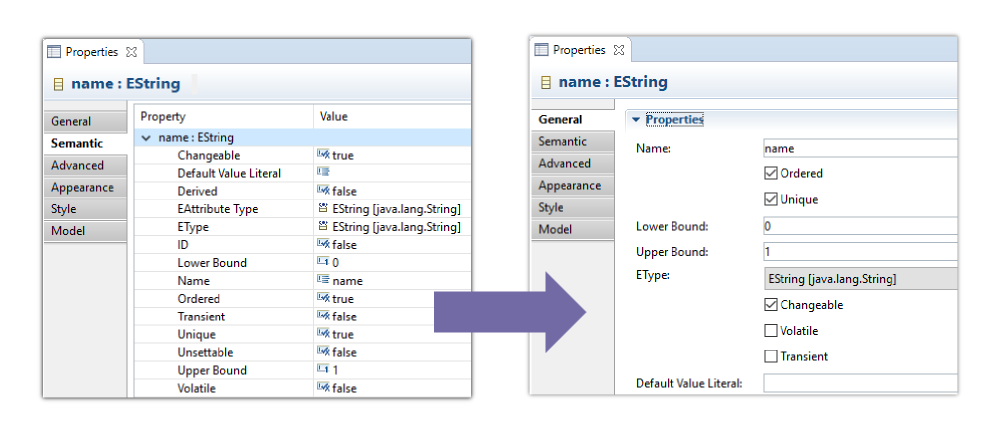 Properties
name : EString
General
Semantic
Advanced
Appearance
Style
Model
Property Value
name : EString
Changeable true
Default Value Literal
Derived false
EAttribute Type EString [java.lang.String]
EType EString [java.lang.String]
ID false
Lower Bound 0
Name name
Ordered true
Transient false
Unique true
Unsettable false
Upper Bound 1
Volatile false
Properties
name : EString
General
Semantic
Advanced
Appearance
Style
Model
Properties
Name: name
Ordered
Unique
Lower Bound: 0
Upper Bound: 1
EType: EString [java.lang.String]
Changeable
Volatile
Transient
Default Value Literal: